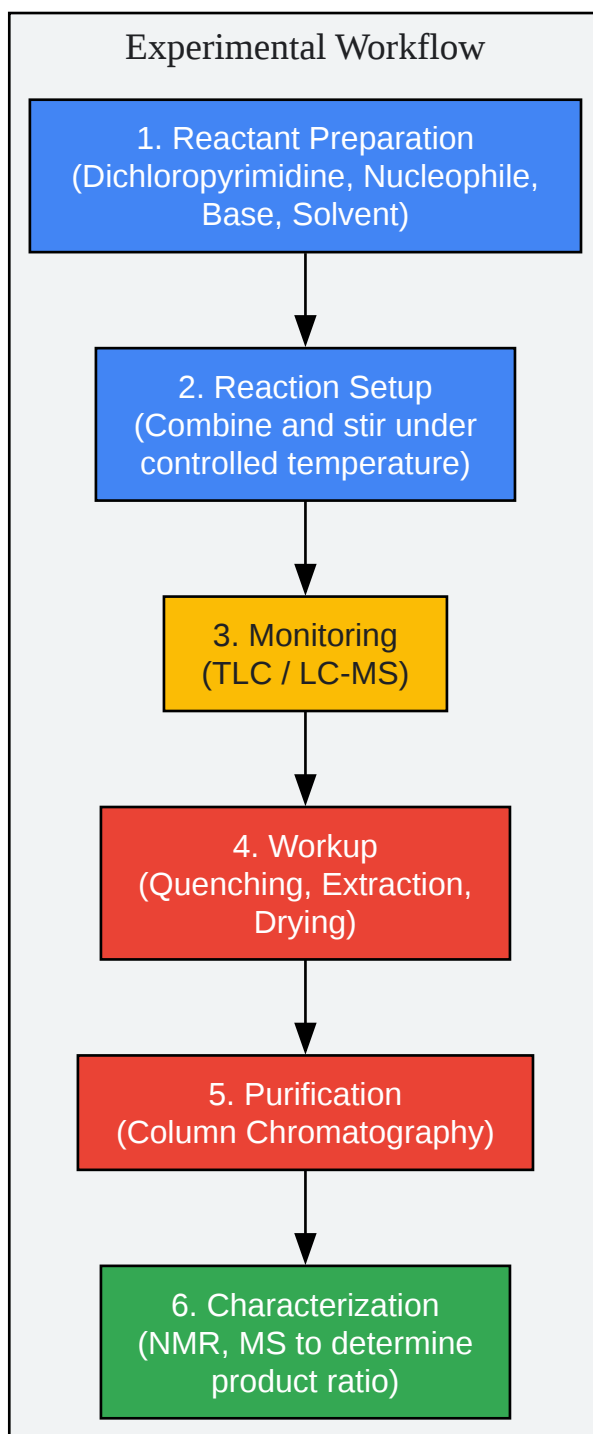 Experimental Workflow
1. Reactant Preparation
(Dichloropyrimidine, Nucleophile,
Base, Solvent)
2. Reaction Setup
(Combine and stir under
controlled temperature)
3. Monitoring
(TLC / LC-MS)
4. Workup
(Quenching, Extraction,
Drying)
5. Purification
(Column Chromatography)
6. Characterization
(NMR, MS to determine
product ratio)